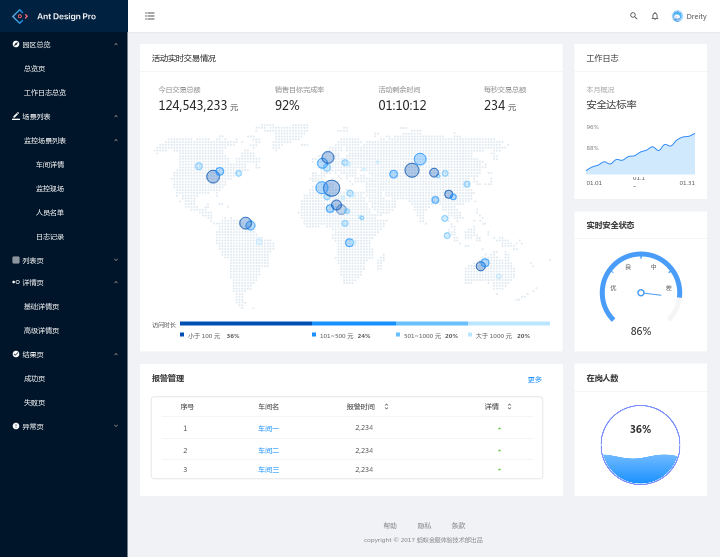 Ant Design Pro
Dreity
园区总览
总览页
工作日志总览
场景列表
监控场景列表
车间详情
监控现场
人员名单
日志记录
列表页
详情页
基础详情页
高级详情页
结果页
成功页
失败页
异常页
活动实时交易情况
今日交易总额
销售目标完成率
活动剩余时间
每秒交易总额
124,543,233 元
92%
01:10:12
234 元
访问时长
小于 100 元 36%
101~500 元 24%
501~1000 元 20%
大于 1000 元 20%
工作日志
本月概况
安全达标率
96%
88%
01.01
01.31
实时安全状态
优
良
中
差
86%
报警管理
更多
序号
车间名
报警时间
详情
1
车间一
2,234
2
车间二
2,234
3
车间三
2,234
在岗人数
36%
帮助
隐私
条款
copyright © 2017 蚂蚁金服体验技术部出品